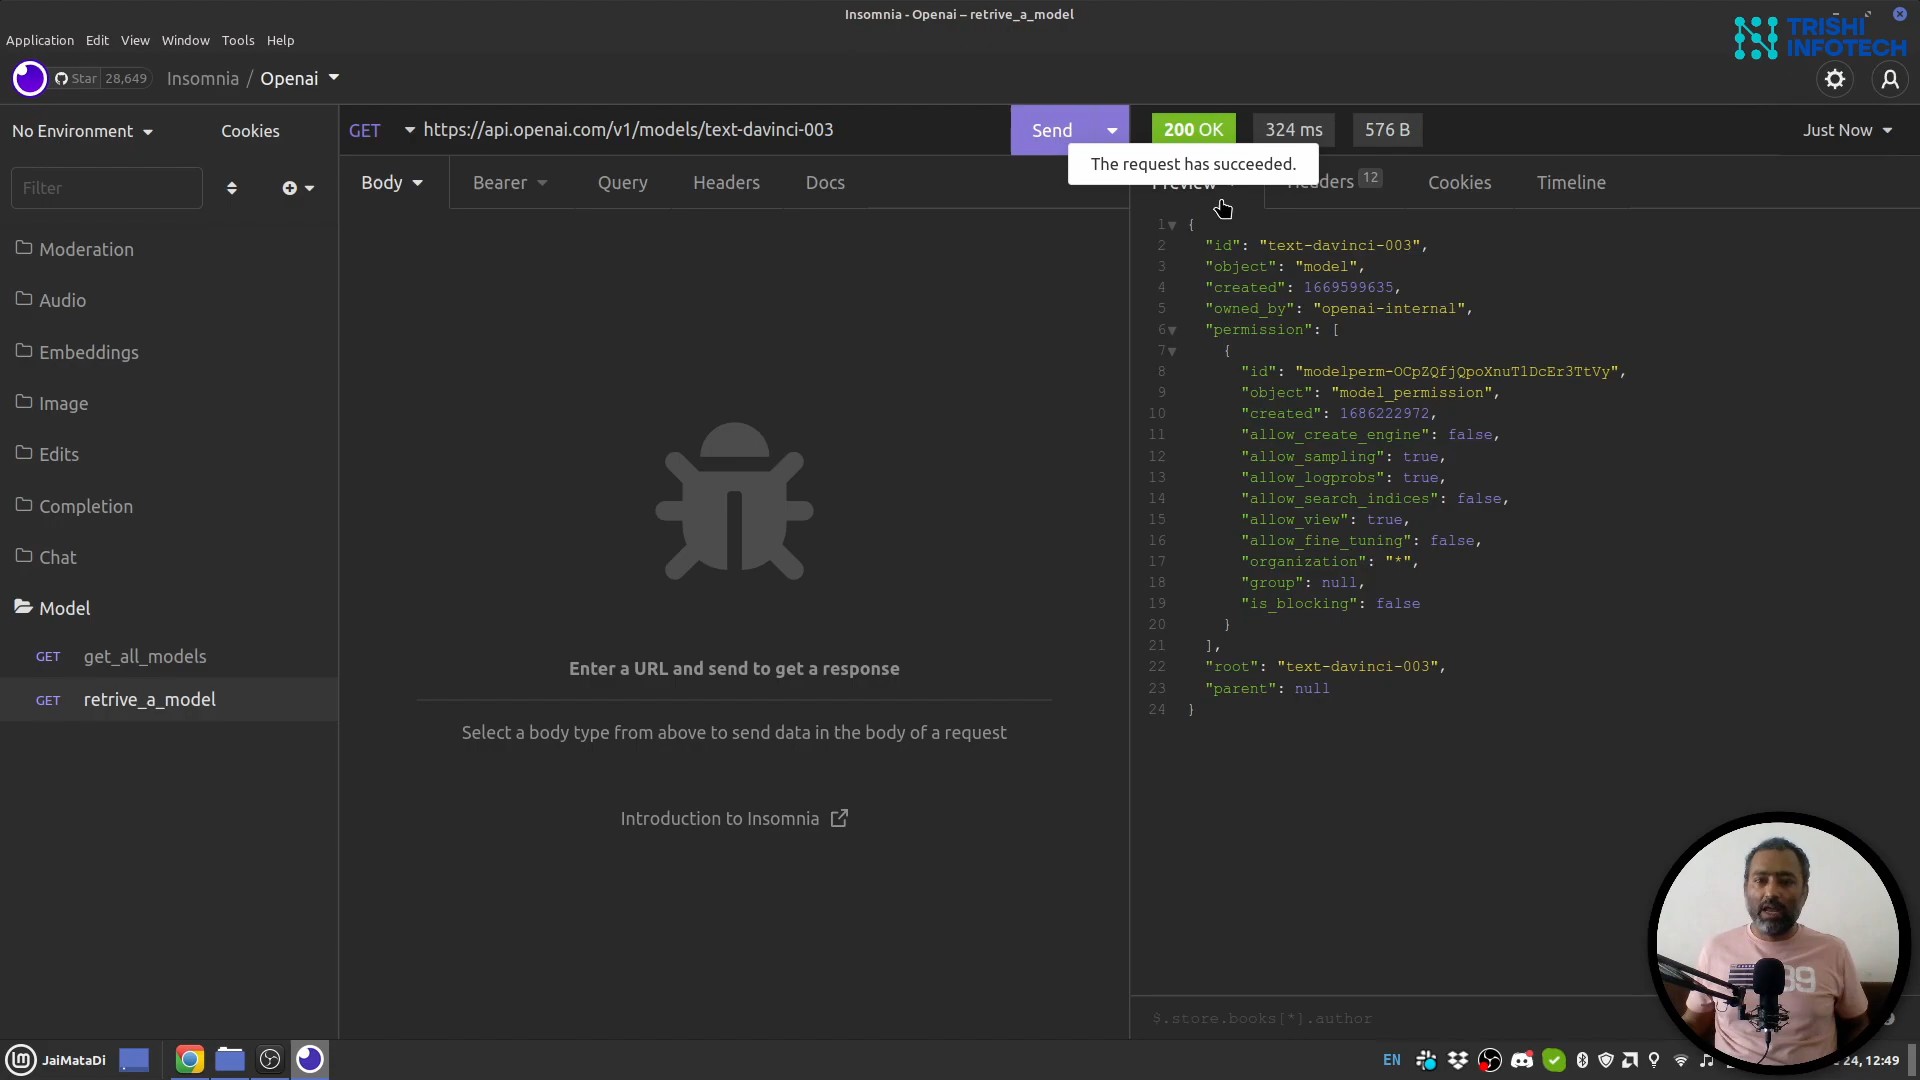 Insomnia - Openai – retrive_a_model
Application Edit View Window Tools Help
TRISHI
INFOTECH
Star 28,649 Insomnia / Openai
No Environment Cookies
GET https://api.openai.com/v1/models/text-davinci-003 Send
200 OK 324 ms 576 B Just Now
The request has succeeded.
Filter
Body Bearer Query Headers Docs
Preview Headers 12 Cookies Timeline
Moderation
Audio
Embeddings
Image
Edits
Completion
Chat
Model
GET get_all_models
GET retrive_a_model
Enter a URL and send to get a response
Select a body type from above to send data in the body of a request
Introduction to Insomnia
1 {
2 "id": "text-davinci-003",
3 "object": "model",
4 "created": 1669599635,
5 "owned_by": "openai-internal",
6 "permission": [
7 {
8 "id": "modelperm-OCpZQfjQpoXnuT1DcEr3TtVy",
9 "object": "model_permission",
10 "created": 1686222972,
11 "allow_create_engine": false,
12 "allow_sampling": true,
13 "allow_logprobs": true,
14 "allow_search_indices": false,
15 "allow_view": true,
16 "allow_fine_tuning": false,
17 "organization": "*",
18 "group": null,
19 "is_blocking": false
20 }
21 ],
22 "root": "text-davinci-003",
23 "parent": null
24 }
$.store.books[*].author
89
JaiMataDi
EN
24, 12:49